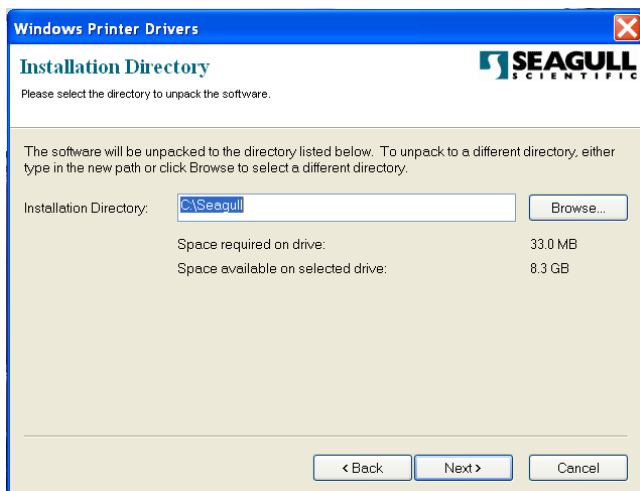 Windows Printer Drivers
Installation Directory
SEAGULL
SCIENTIFIC
Please select the directory to unpack the software.
The software will be unpacked to the directory listed below. To unpack to a different directory, either
type in the new path or click Browse to select a different directory.
Installation Directory: C:\Seagull Browse...
Space required on drive: 33.0 MB
Space available on selected drive: 8.3 GB
< Back Next > Cancel